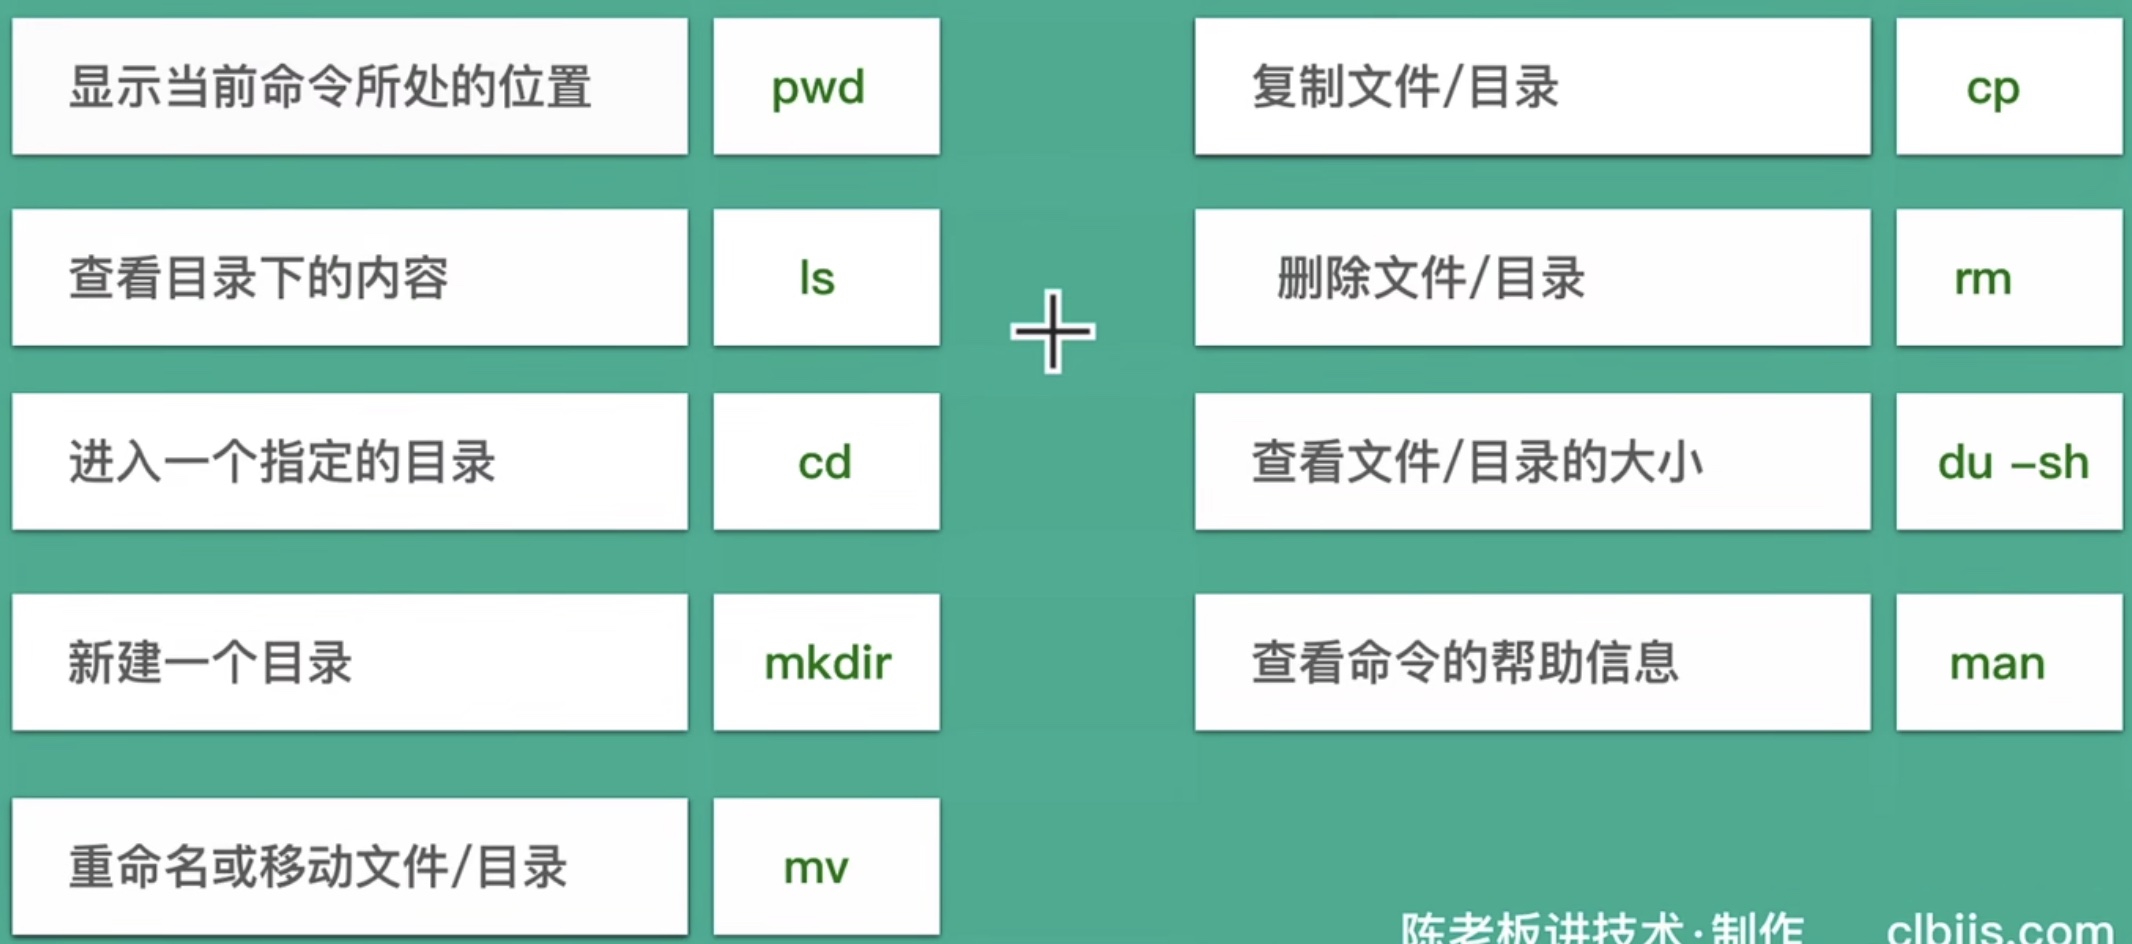 显示当前命令所处的位置
pwd
查看目录下的内容
ls
进入一个指定的目录
cd
新建一个目录
mkdir
重命名或移动文件/目录
mv
复制文件/目录
cp
删除文件/目录
rm
查看文件/目录的大小
du –sh
查看命令的帮助信息
man
陈老板讲技术·制作
clbjjs.com